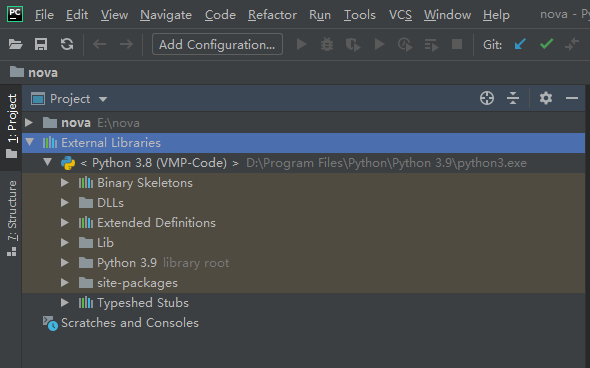 PC File Edit View Navigate Code Refactor Run Tools VCS Window Help nova - P
Add Configuration... Git:
nova
1: Project
Project
nova E:\nova
External Libraries
< Python 3.8 (VMP-Code) > D:\Program Files\Python\Python 3.9\python3.exe
Binary Skeletons
7: Structure
DLLs
Extended Definitions
Lib
Python 3.9 library root
site-packages
Typeshed Stubs
Scratches and Consoles